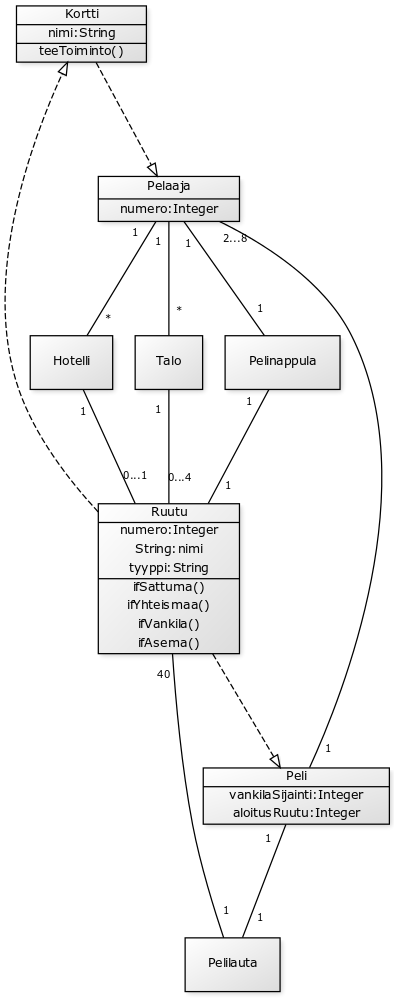 Kortti
nimi:String
teeToiminto()
Pelaaja
numero:Integer
1
1
1
2...8
*
*
1
Hotelli
Talo
Pelinappula
1
1
1
0...1
0...4
1
Ruutu
numero:Integer
String:nimi
tyyppi:String
ifSattuma()
ifYhteismaa()
ifVankila()
ifAsema()
40
1
Peli
vankilaSijainti:Integer
aloitusRuutu:Integer
1
1
1
Pelilauta